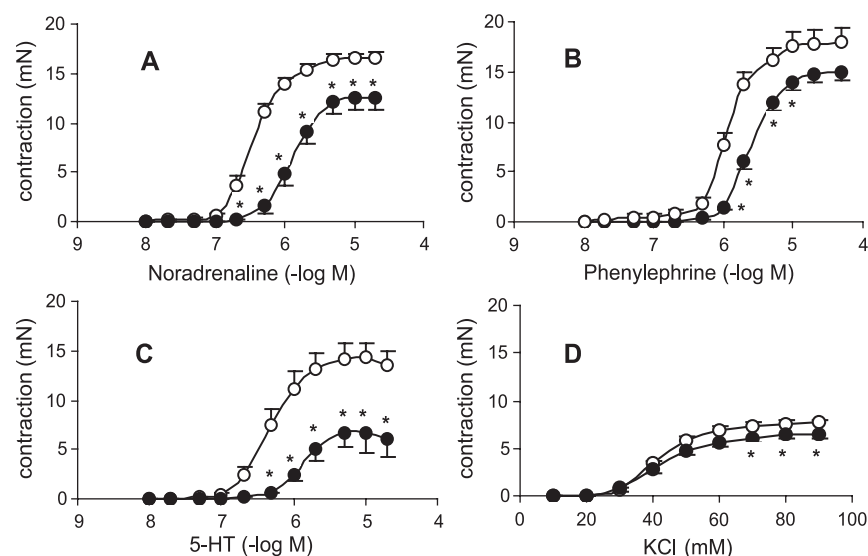 A
contraction (mN)
20
15
10
5
0
9 8 7 6 5 4
Noradrenaline (-log M)
* * * * * * *
B
contraction (mN)
20
15
10
5
0
9 8 7 6 5 4
Phenylephrine (-log M)
* * * *
C
contraction (mN)
20
15
10
5
0
9 8 7 6 5 4
5-HT (-log M)
* * * * * *
D
contraction (mN)
20
15
10
5
0
0 20 40 60 80 100
KCl (mM)
* * *